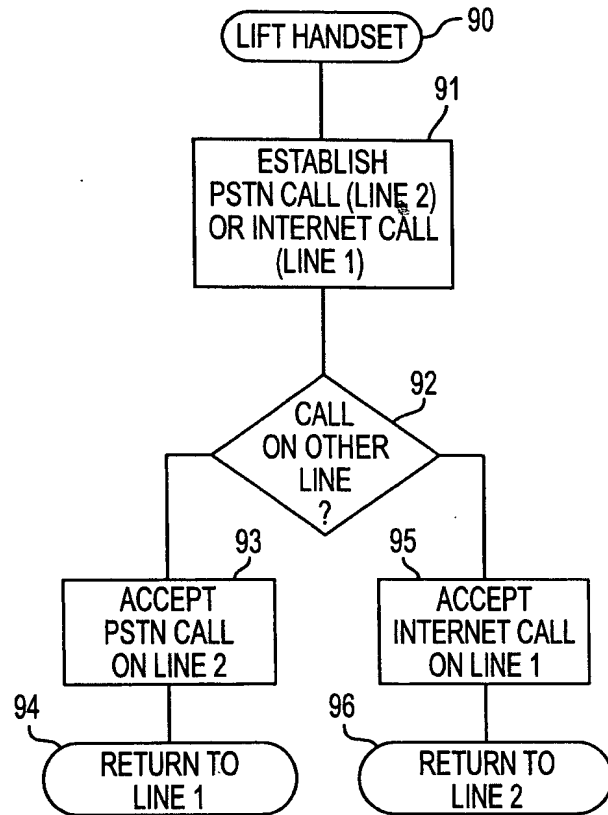 LIFT HANDSET
90
91
ESTABLISH
PSTN CALL (LINE 2)
OR INTERNET CALL
(LINE 1)
92
CALL
ON OTHER
LINE
?
93
ACCEPT
PSTN CALL
ON LINE 2
95
ACCEPT
INTERNET CALL
ON LINE 1
94
RETURN TO
LINE 1
96
RETURN TO
LINE 2